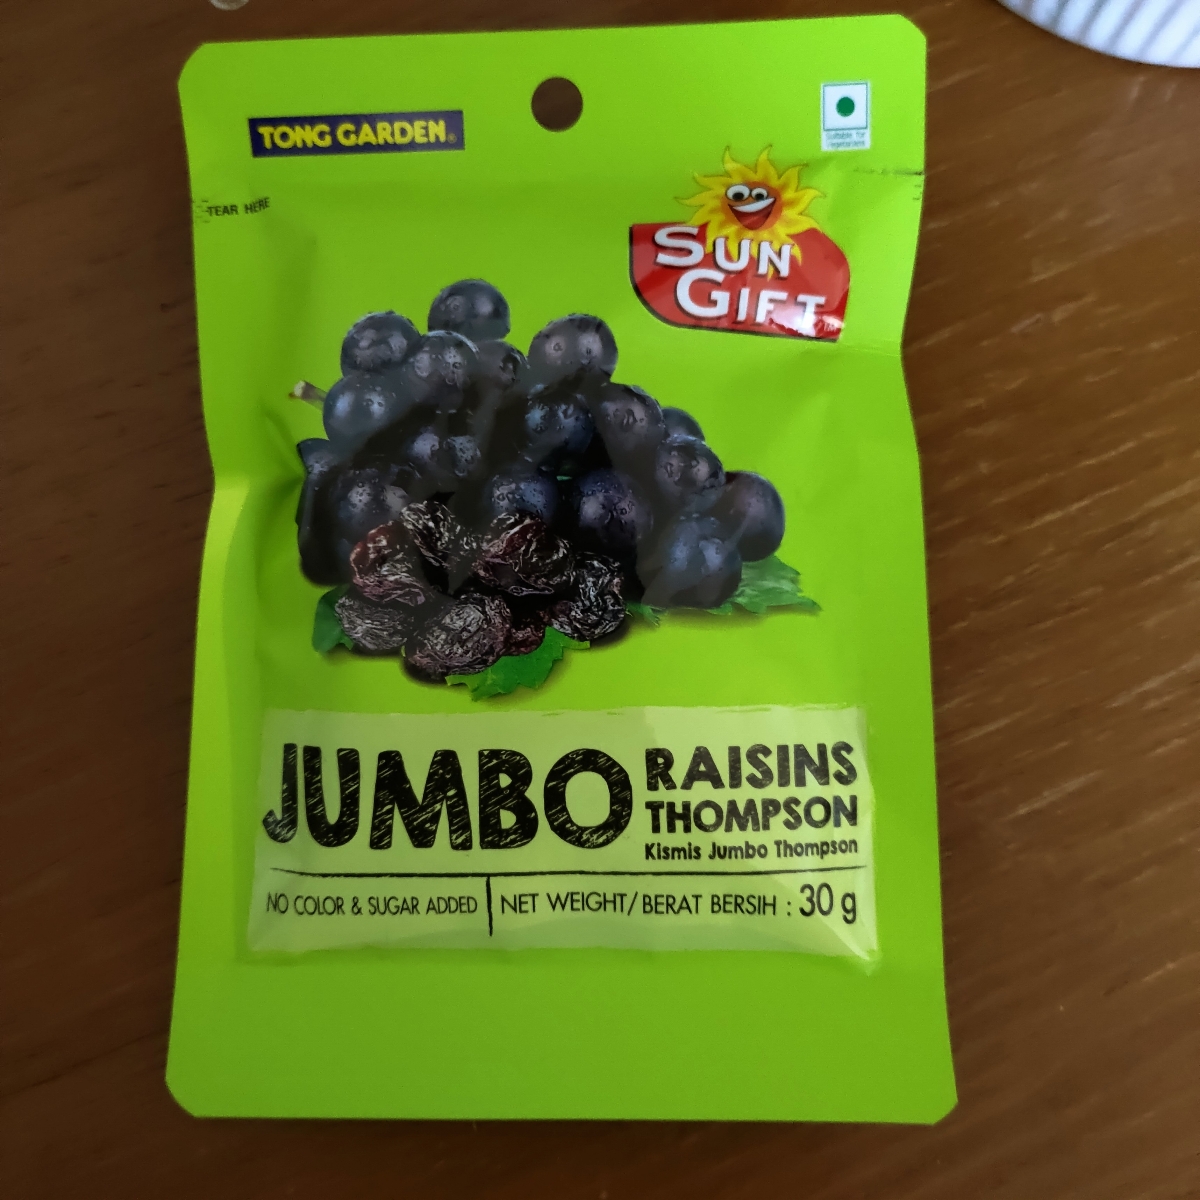 TONG GARDEN®
Suitable for
Vegetarians
TEAR HERE
SUN
GIFT
JUMBO
RAISINS
THOMPSON
Kismis Jumbo Thompson
NO COLOR & SUGAR ADDED
NET WEIGHT/BERAT BERSIH : 30 g